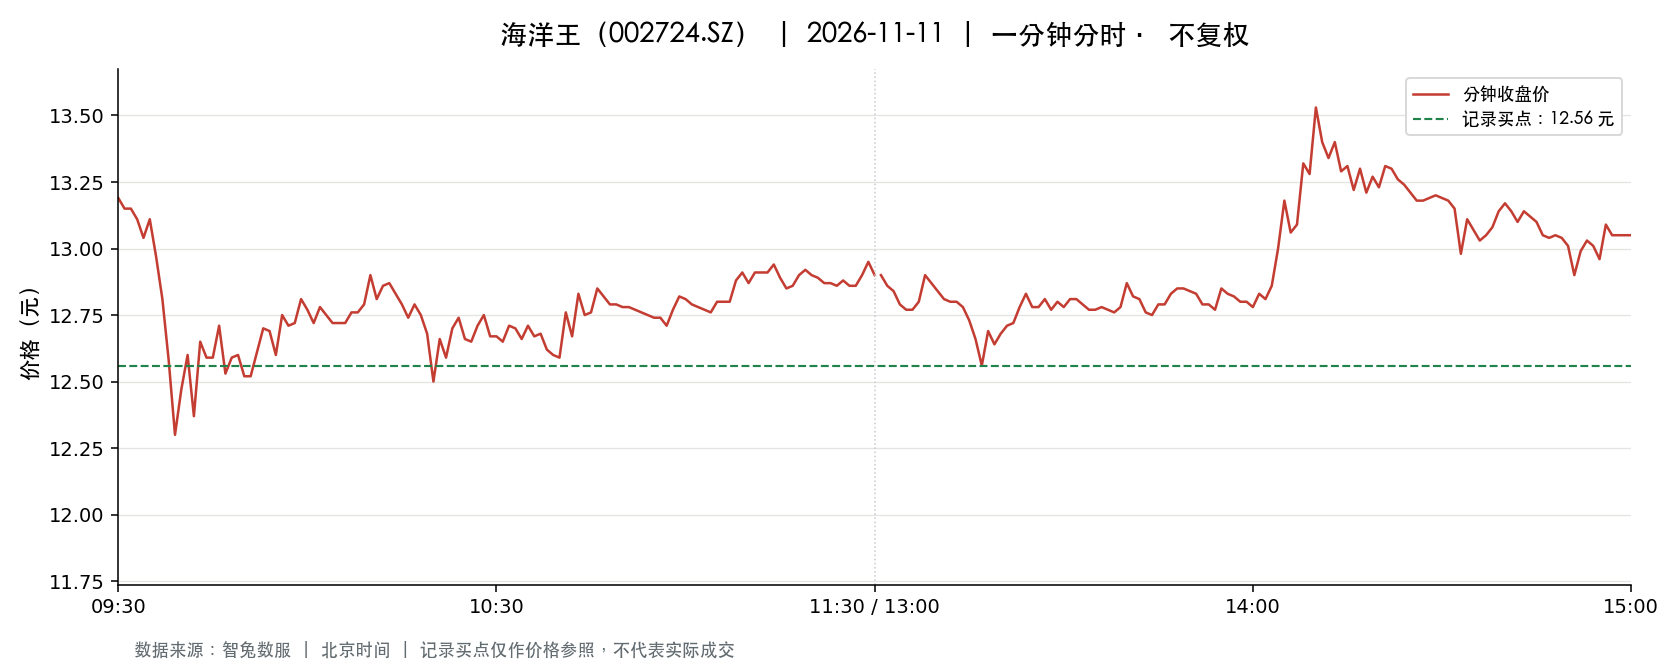 海洋王（002724.SZ） | 2026-11-11 | 一分钟分时 · 不复权
分钟收盘价
记录买点：12.56 元
价格（元）
13.50
13.25
13.00
12.75
12.50
12.25
12.00
11.75
09:30
10:30
11:30 / 13:00
14:00
15:00
数据来源：智兔数服 | 北京时间 | 记录买点仅作价格参照，不代表实际成交